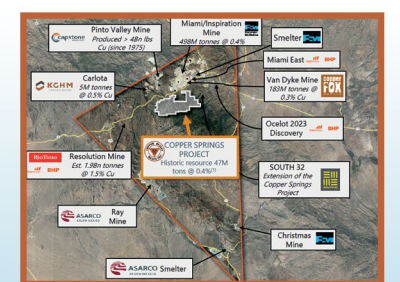 Pinto Valley Mine
Produced > 4Bn lbs
Cu (since 1975)
capstone
Miami/Inspiration
Mine
498M tonnes @ 0.4%
Smelter
Miami East
BHP
KGHM
Carlota
5M tonnes
@ 0.5% Cu
Van Dyke Mine
183M tonnes @
0.3% Cu
COPPER
FOX
Ocelot 2023
Discovery
BHP
RioTinto
BHP
Resolution Mine
Est. 1.9Bn tonnes
@ 1.5% Cu
COPPER SPRINGS
PROJECT
Historic resource 47M
tons @ 0.4%(1)
SOUTH 32
Extension of the
Copper Springs
Project
ASARCO
Ray
Mine
Christmas
Mine
ASARCO
Smelter